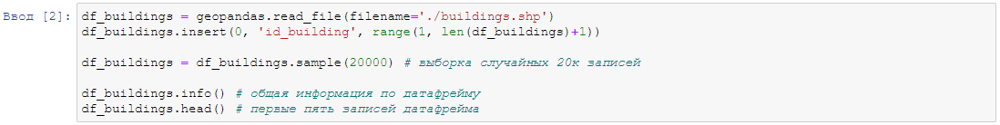 Ввод [2]: df_buildings = geopandas.read_file(filename='./buildings.shp')
df_buildings.insert(0, 'id_building', range(1, len(df_buildings)+1))
df_buildings = df_buildings.sample(20000) # выборка случайных 20к записей
df_buildings.info() # общая информация по датафрейму
df_buildings.head() # первые пять записей датафрейма